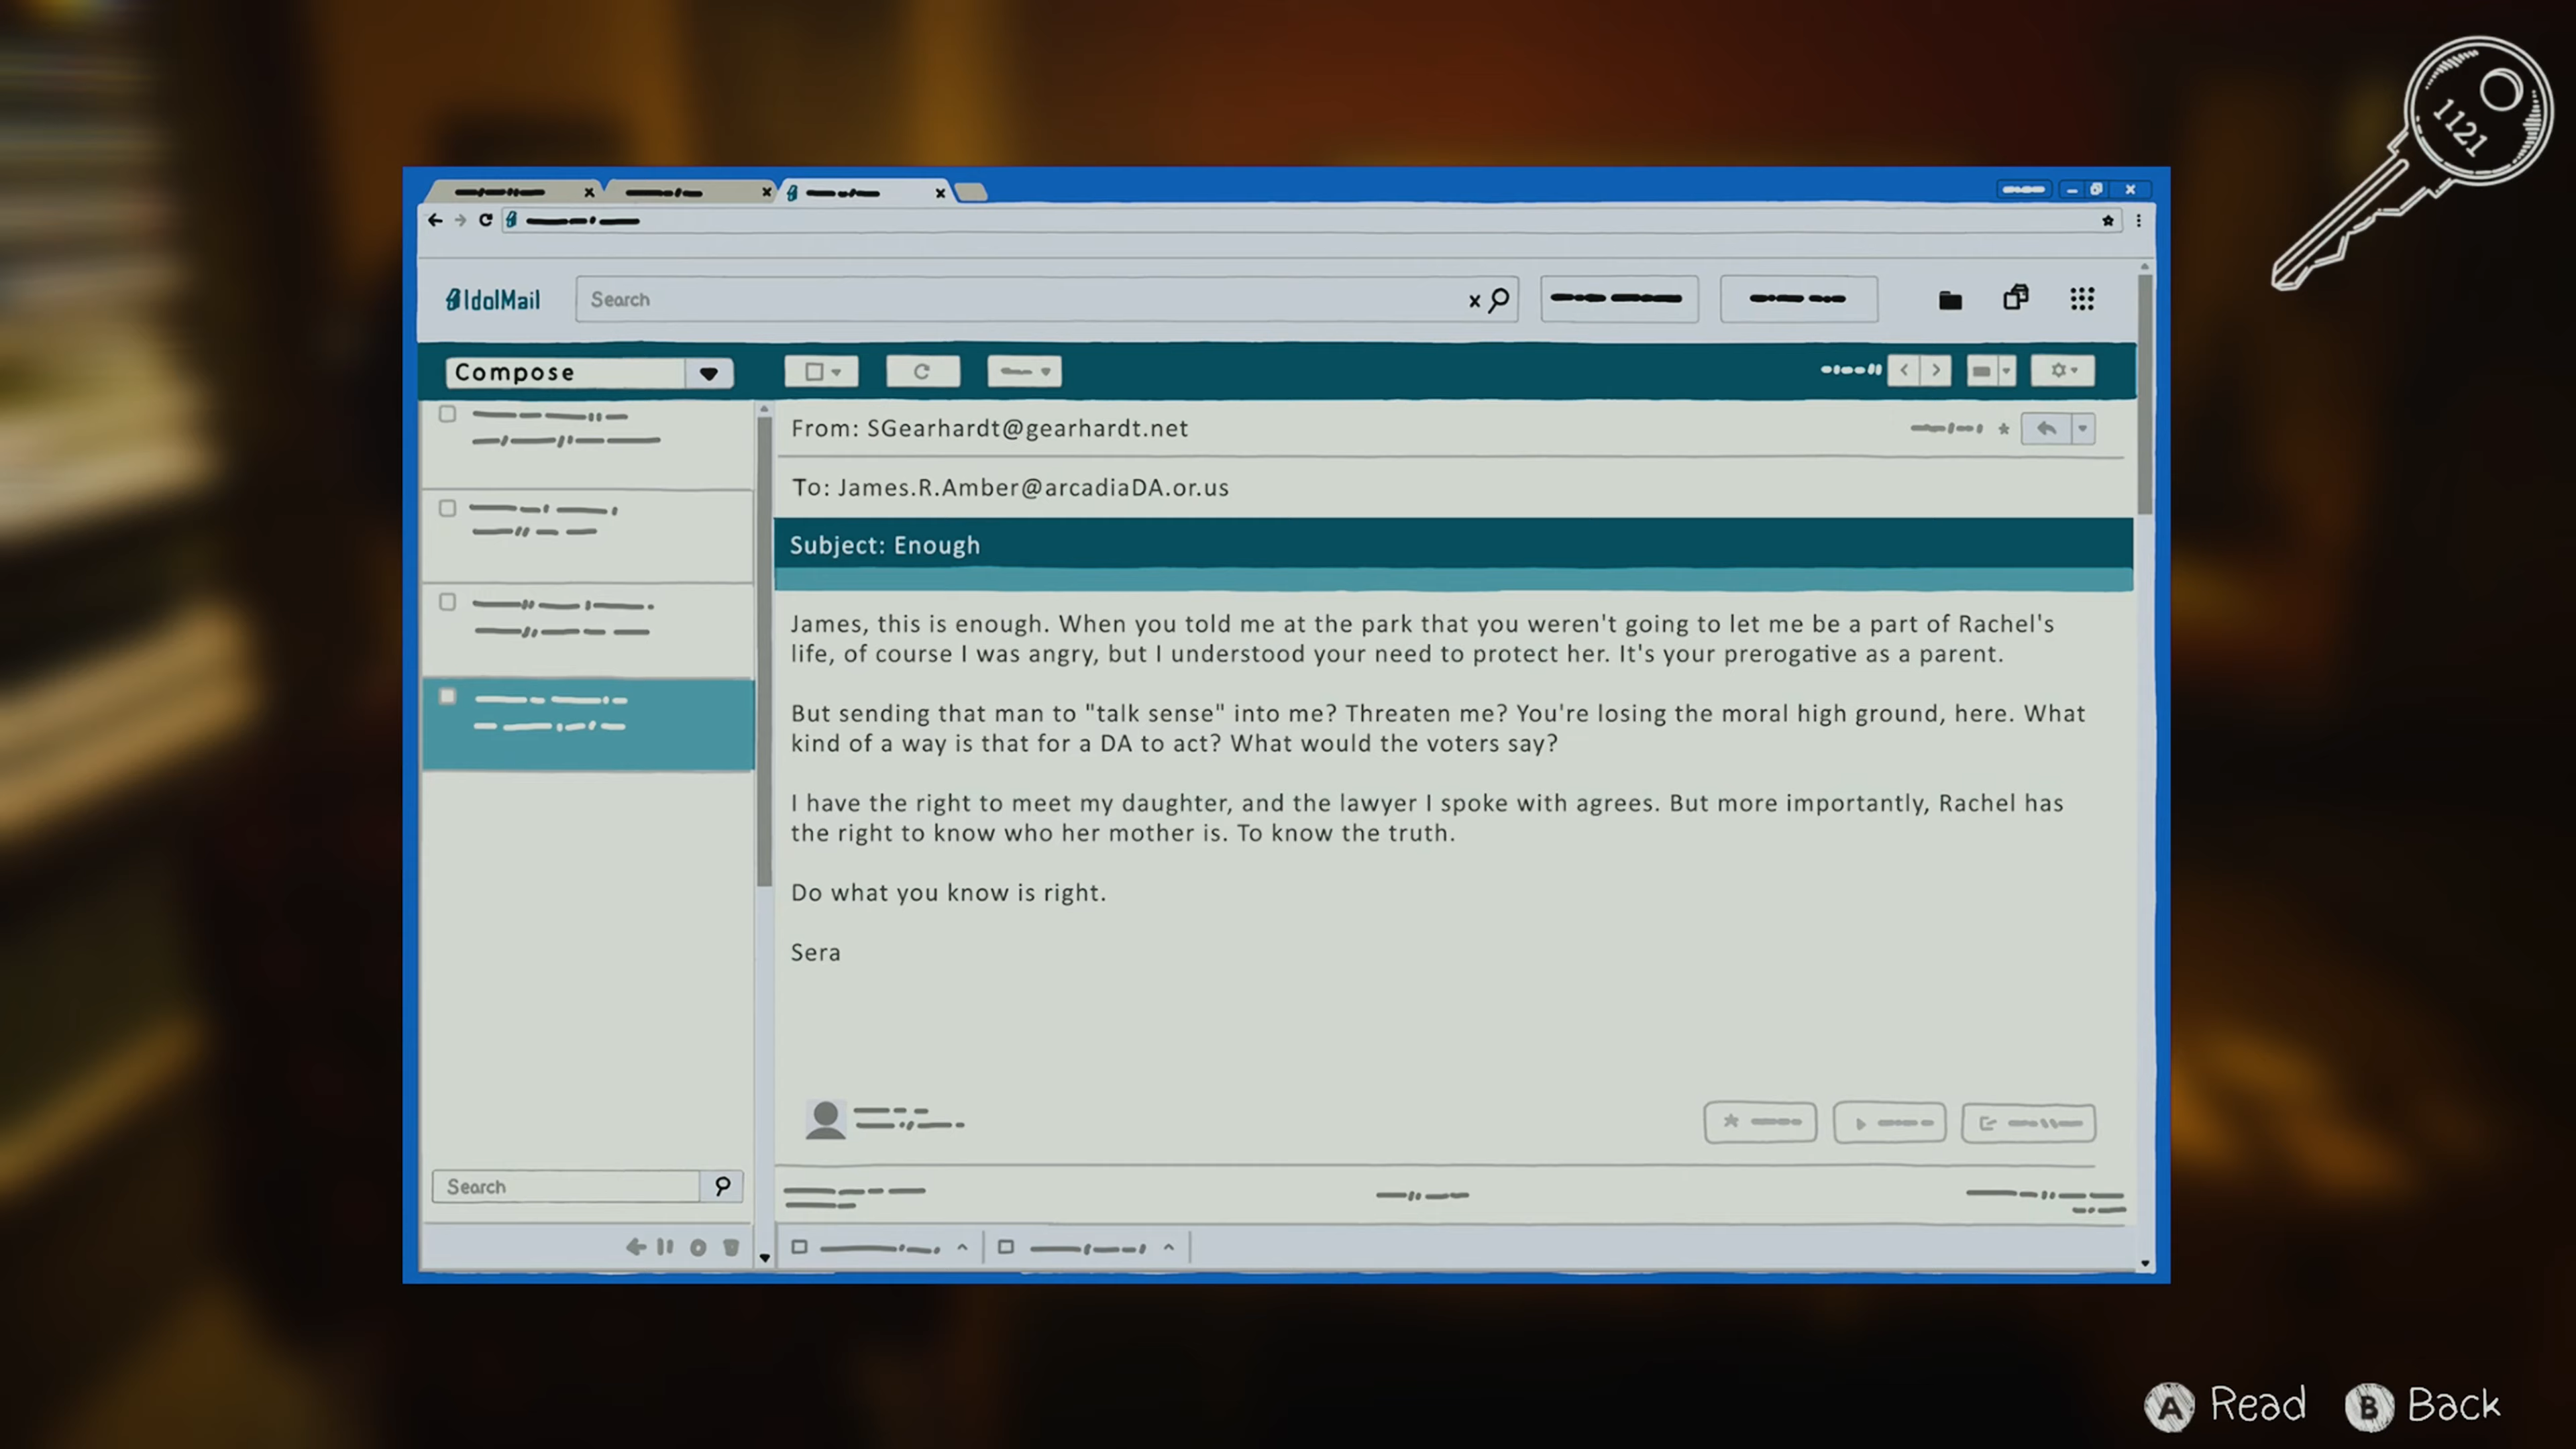 1121
IdolMail
Search
Compose
From: SGearhardt@gearhardt.net
To: James.R.Amber@arcadiaDA.or.us
Subject: Enough
James, this is enough. When you told me at the park that you weren't going to let me be a part of Rachel's
life, of course I was angry, but I understood your need to protect her. It's your prerogative as a parent.
But sending that man to "talk sense" into me? Threaten me? You're losing the moral high ground, here. What
kind of a way is that for a DA to act? What would the voters say?
I have the right to meet my daughter, and the lawyer I spoke with agrees. But more importantly, Rachel has
the right to know who her mother is. To know the truth.
Do what you know is right.
Sera
Search
A Read B Back